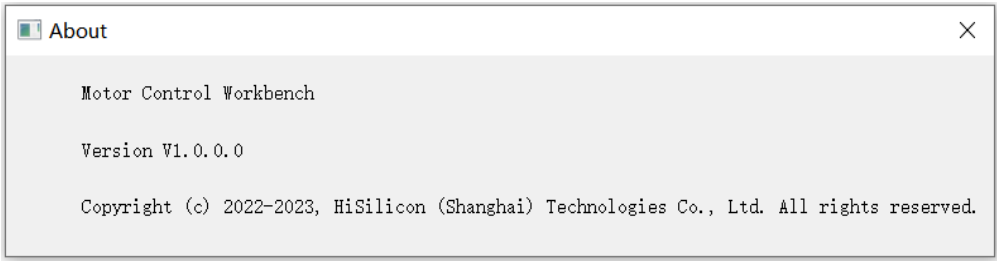 About
Motor Control Workbench
Version V1.0.0.0
Copyright (c) 2022-2023, HiSilicon (Shanghai) Technologies Co., Ltd. All rights reserved.